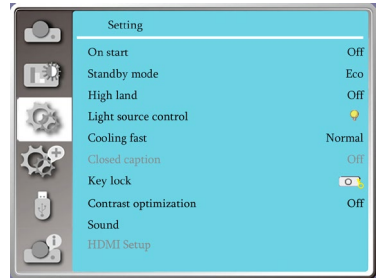 Setting
On start Off
Standby mode Eco
High land Off
Light source control
Cooling fast Normal
Closed caption Off
Key lock
Contrast optimization Off
Sound
HDMI Setup